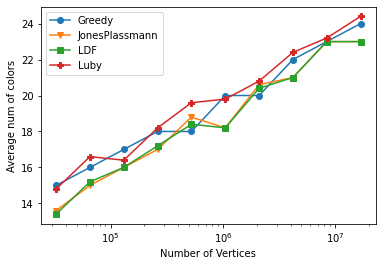 24
22
20
18
16
14
Average num of colors
Greedy
JonesPlassmann
LDF
Luby
10^5
10^6
10^7
Number of Vertices